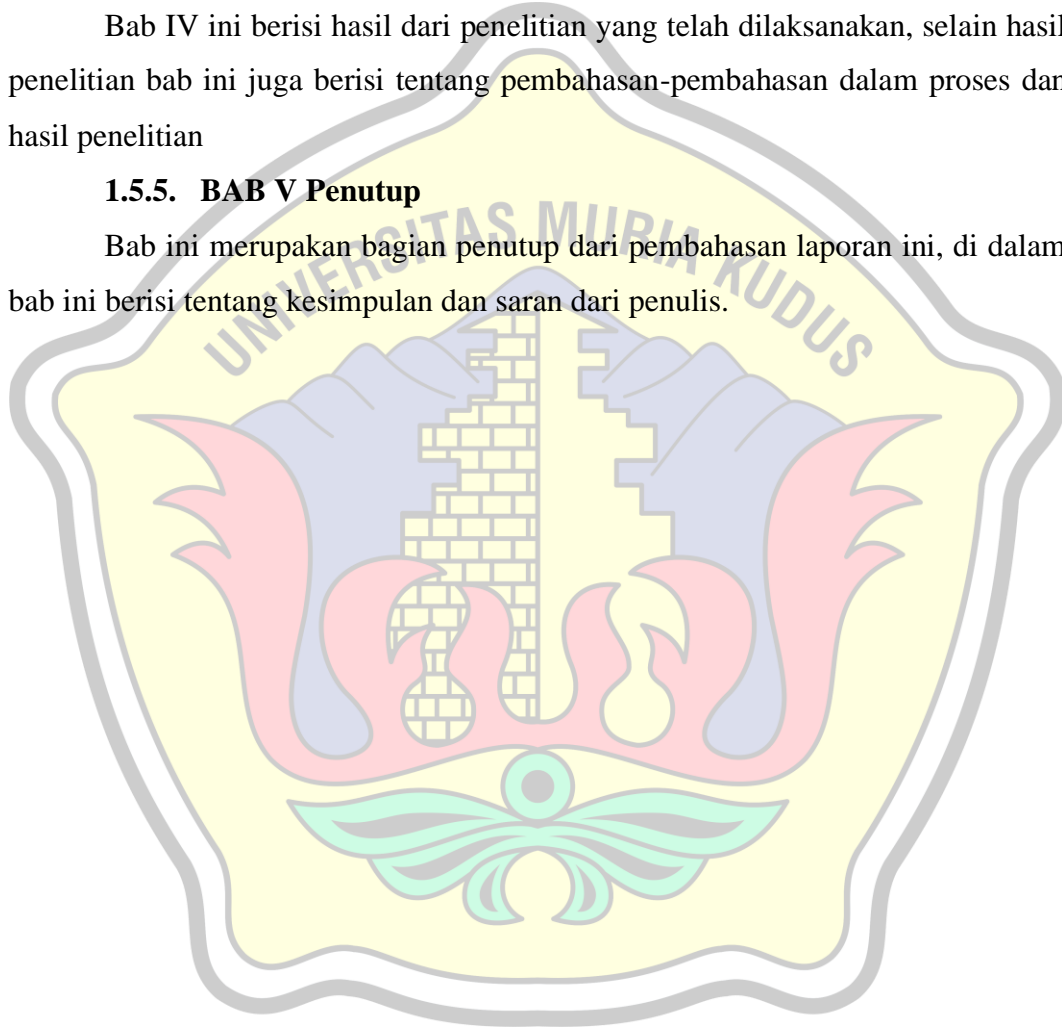 Bab IV ini berisi hasil dari penelitian yang telah dilaksanakan, selain hasil
penelitian bab ini juga berisi tentang pembahasan-pembahasan dalam proses dan
hasil penelitian
1.5.5. BAB V Penutup
Bab ini merupakan bagian penutup dari pembahasan laporan ini, di dalam
bab ini berisi tentang kesimpulan dan saran dari penulis.
UNIVERSITAS MURIA KUDUS